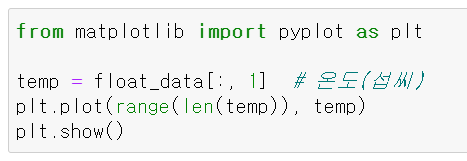 from matplotlib import pyplot as plt
temp = float_data[:, 1]  # 온도(섭씨)
plt.plot(range(len(temp)), temp)
plt.show()